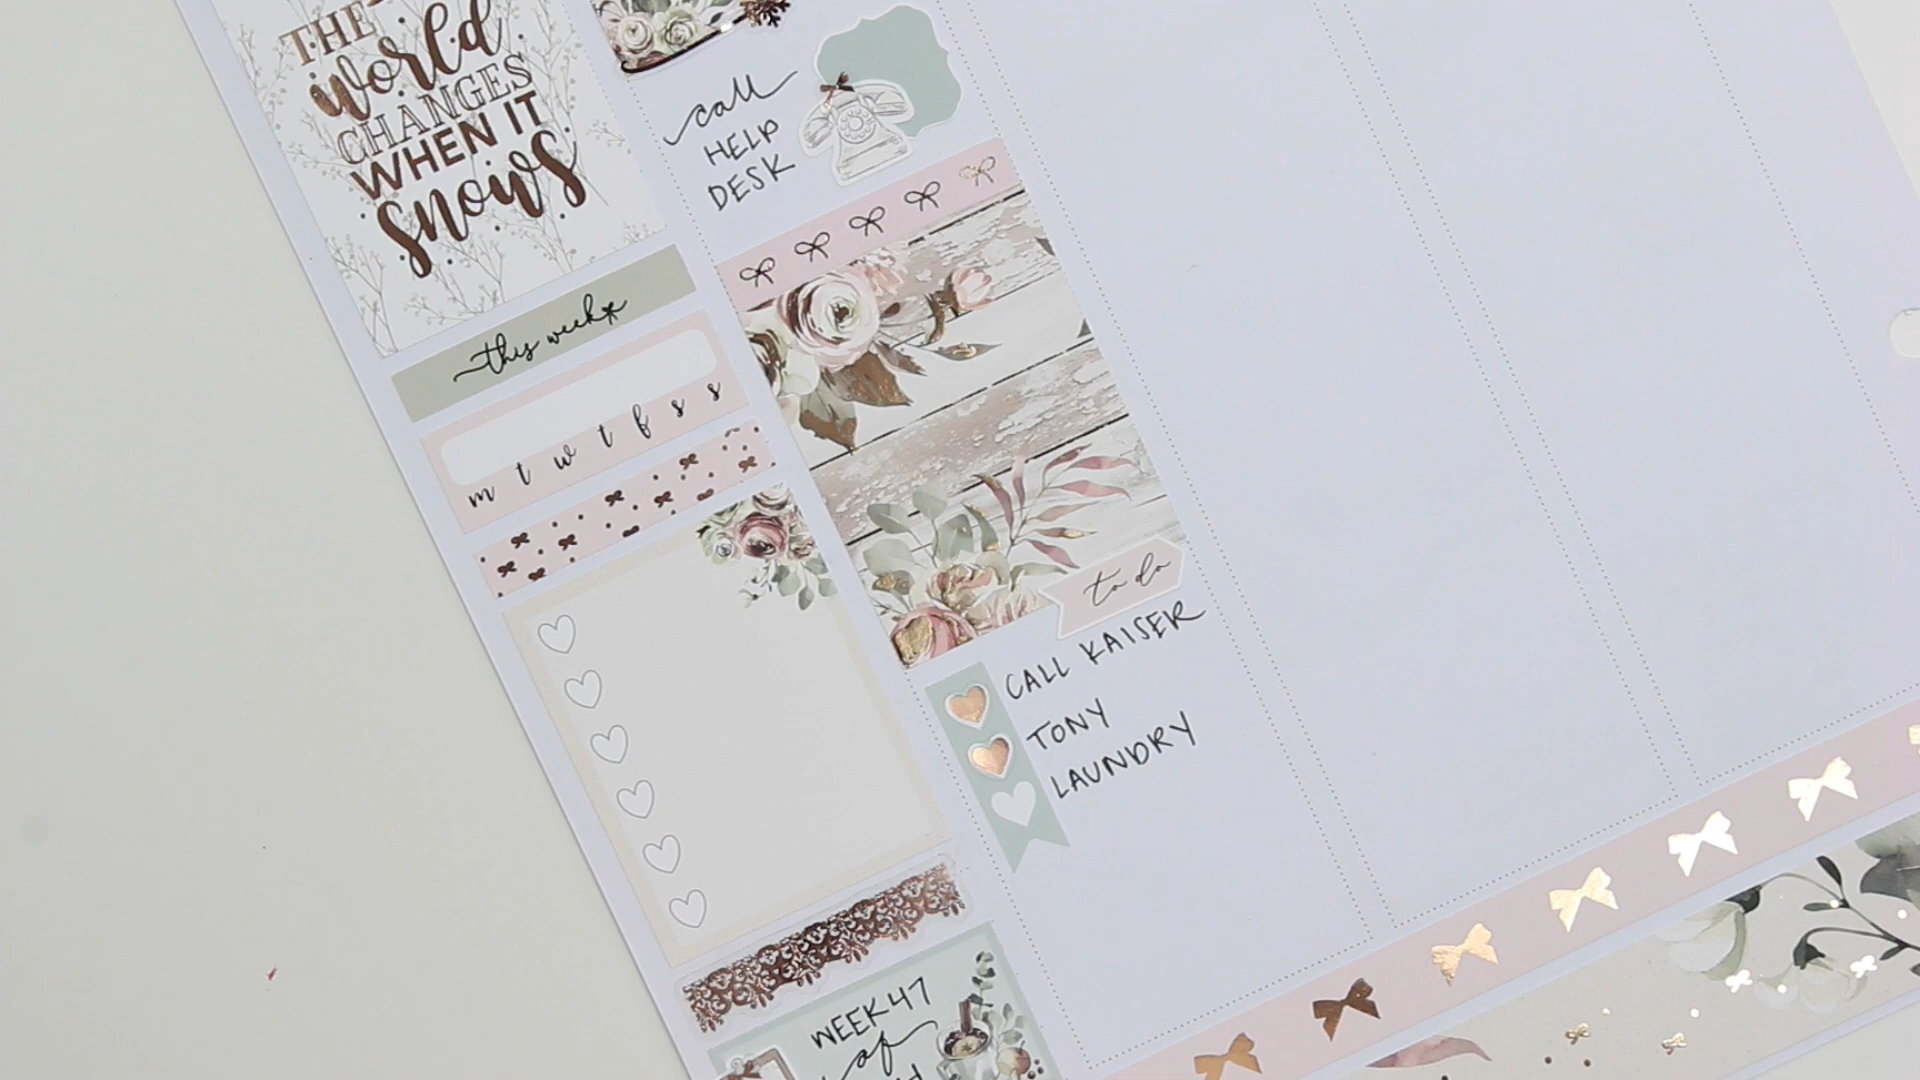 THE
world
CHANGES
WHEN IT
snows
this week
m t w t f s s
WEEK 47
of
call
HELP
DESK
to do
CALL KAISER
TONY
LAUNDRY